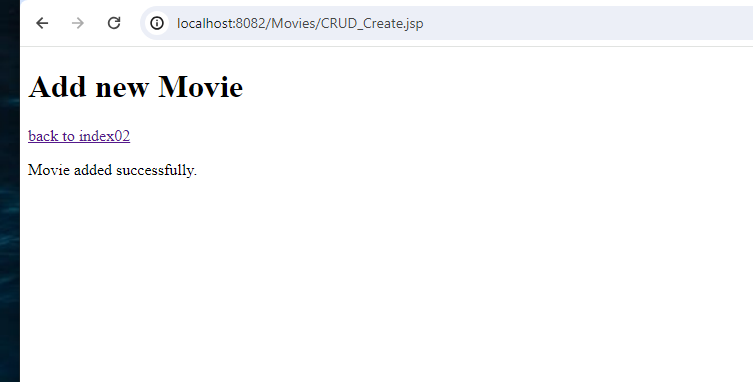 localhost:8082/Movies/CRUD_Create.jsp
Add new Movie
back to index02
Movie added successfully.